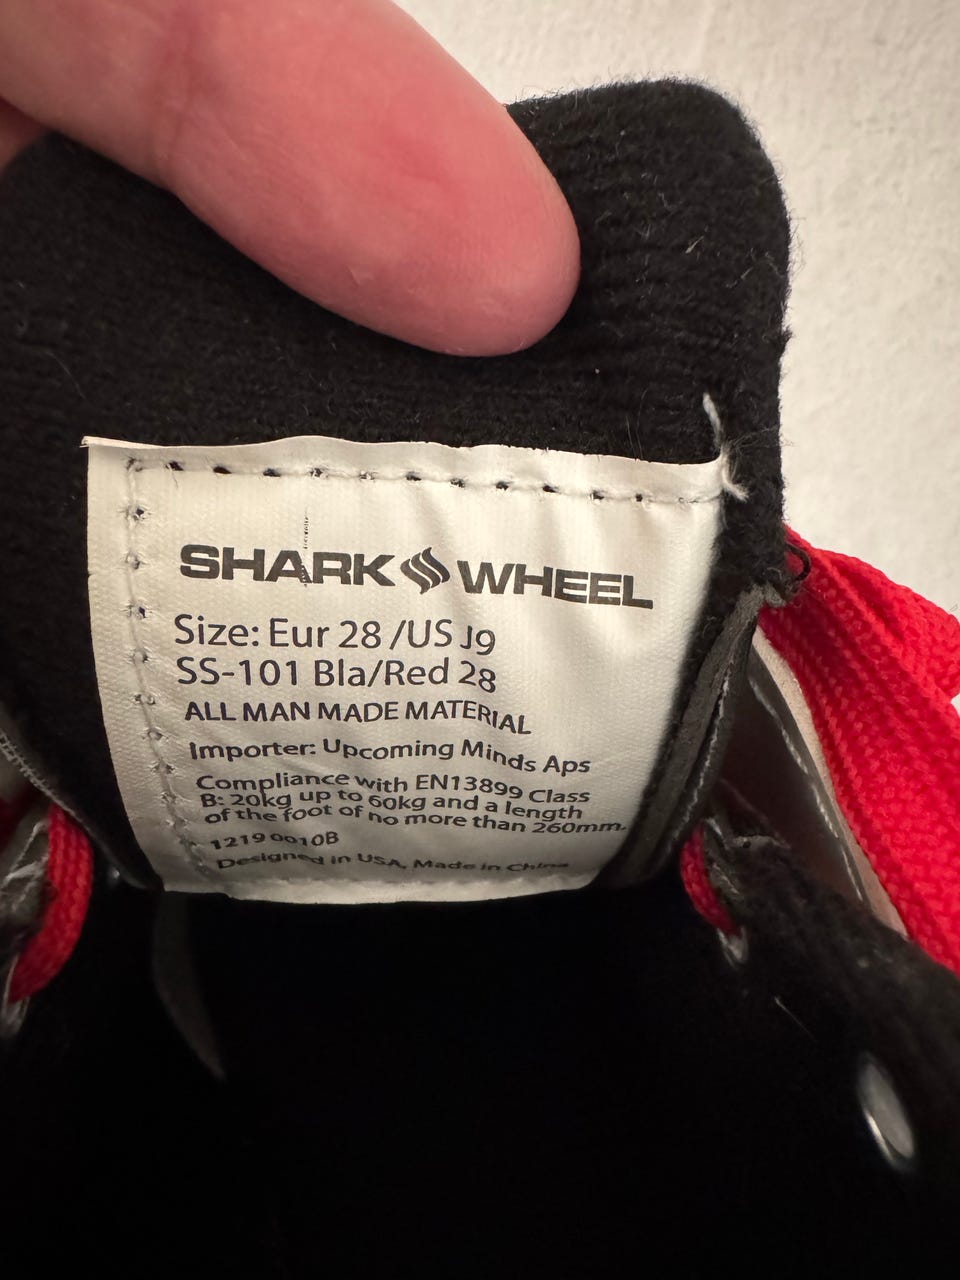 SHARK WHEEL
Size: Eur 28 /US J9
SS-101 Bla/Red 28
ALL MAN MADE MATERIAL
Importer: Upcoming Minds Aps
Compliance with EN13899 Class
B: 20kg up to 60kg and a length
of the foot of no more than 260mm.
1219 0010B
Designed in USA, Made in China